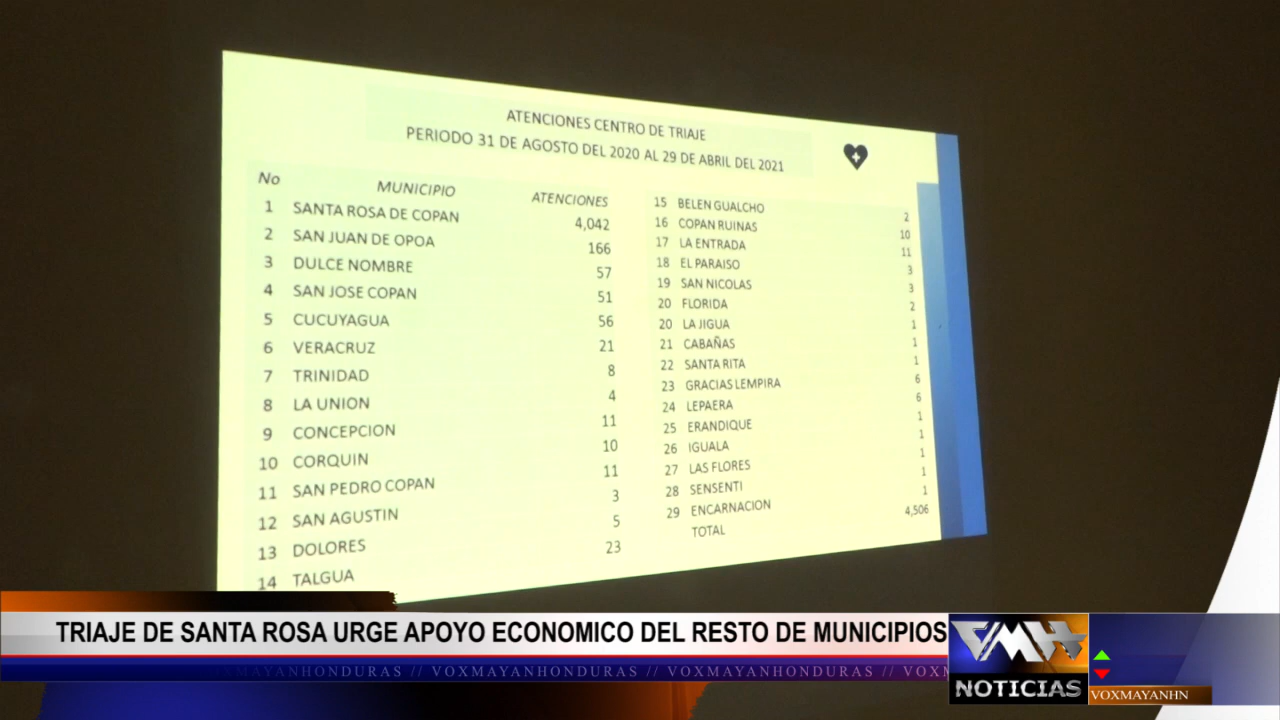 ATENCIONES CENTRO DE TRIAJE
PERIODO 31 DE AGOSTO DEL 2020 AL 29 DE ABRIL DEL 2021
No MUNICIPIO ATENCIONES
1 SANTA ROSA DE COPAN 4,042
2 SAN JUAN DE OPOA 166
3 DULCE NOMBRE 57
4 SAN JOSE COPAN 51
5 CUCUYAGUA 56
6 VERACRUZ 21
7 TRINIDAD 8
8 LA UNION 4
9 CONCEPCION 11
10 CORQUIN 10
11 SAN PEDRO COPAN 11
12 SAN AGUSTIN 3
13 DOLORES 5
14 TALGUA 23
15 BELEN GUALCHO 2
16 COPAN RUINAS 10
17 LA ENTRADA 11
18 EL PARAISO 3
19 SAN NICOLAS 3
20 FLORIDA 2
20 LA JIGUA 1
21 CABAÑAS 1
22 SANTA RITA 1
23 GRACIAS LEMPIRA 6
24 LEPAERA 6
25 ERANDIQUE 1
26 IGUALA 1
27 LAS FLORES 1
28 SENSENTI 1
29 ENCARNACION 1
TOTAL 4,506
TRIAJE DE SANTA ROSA URGE APOYO ECONOMICO DEL RESTO DE MUNICIPIOS
XMAYANHONDURAS // VOXMAYANHONDURAS // VOXMAYANHONDURAS // VOXM
VMH
NOTICIAS
VOXMAYANHN